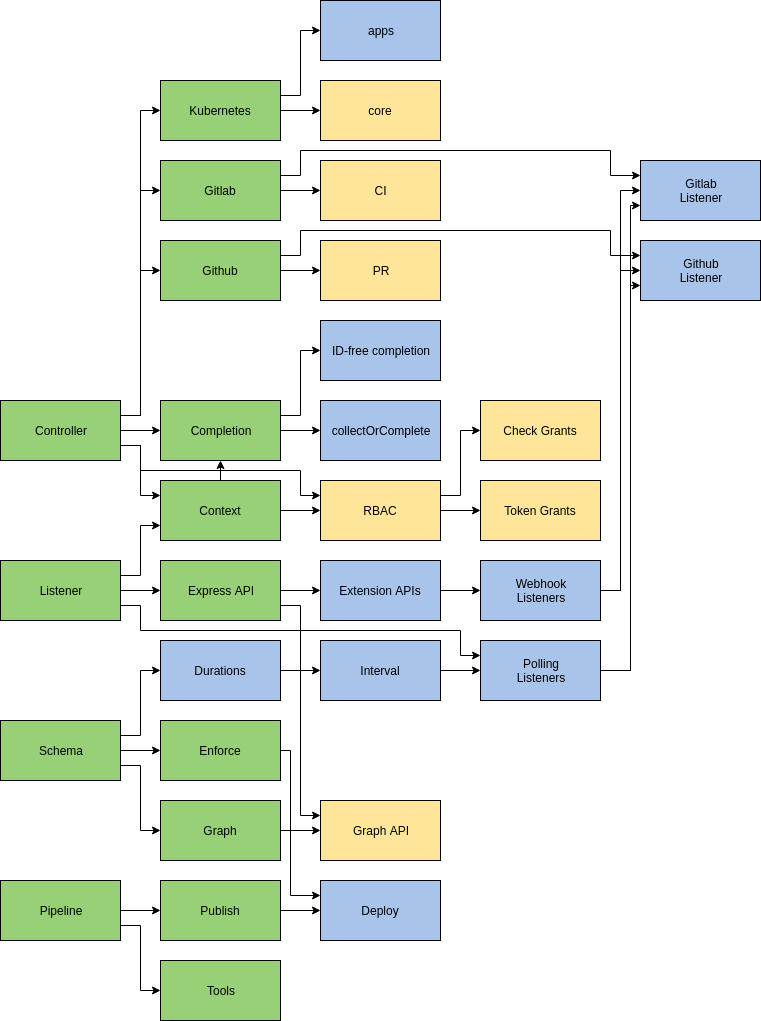 apps
Kubernetes
core
Gitlab
CI
Gitlab
Listener
Github
PR
Github
Listener
ID-free completion
Controller
Completion
collectOrComplete
Check Grants
Context
RBAC
Token Grants
Listener
Express API
Extension APIs
Webhook
Listeners
Durations
Interval
Polling
Listeners
Schema
Enforce
Graph
Graph API
Pipeline
Publish
Deploy
Tools